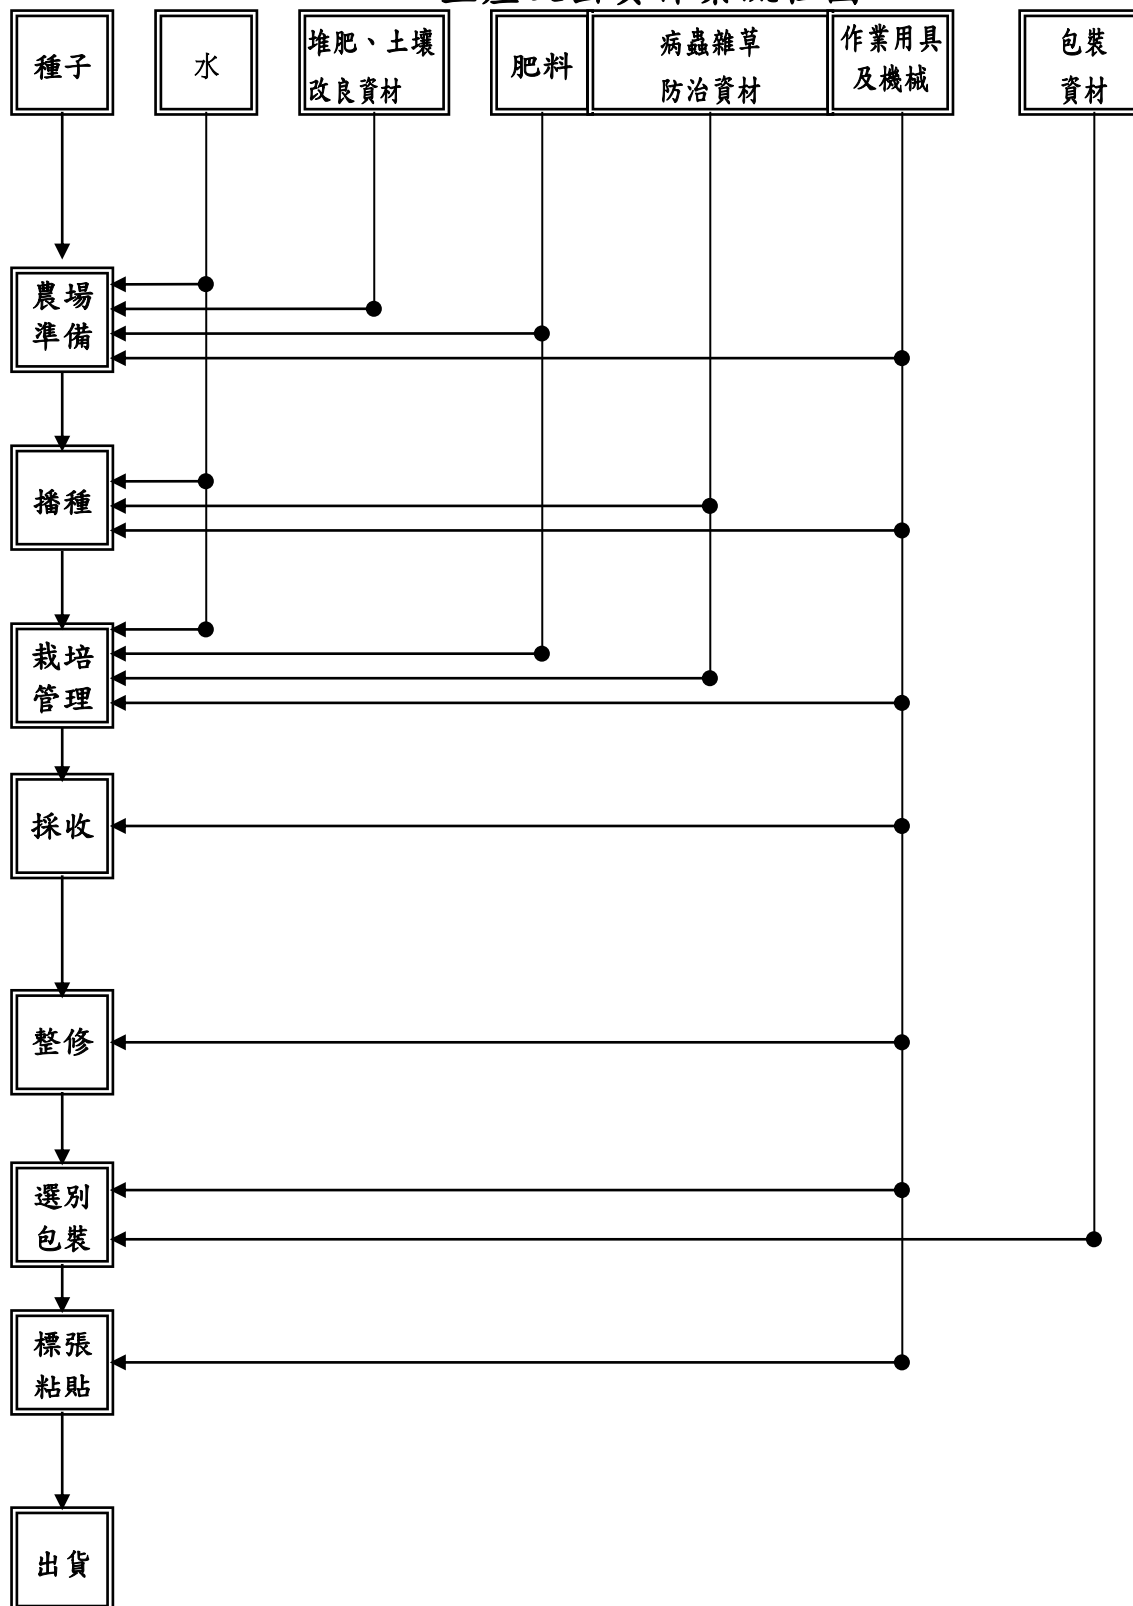 種子
水
堆肥、土壤
改良資材
肥料
病蟲雜草
防治資材
作業用具
及機械
包裝
資材
農場
準備
播種
栽培
管理
採收
整修
選別
包裝
標張
粘貼
出貨